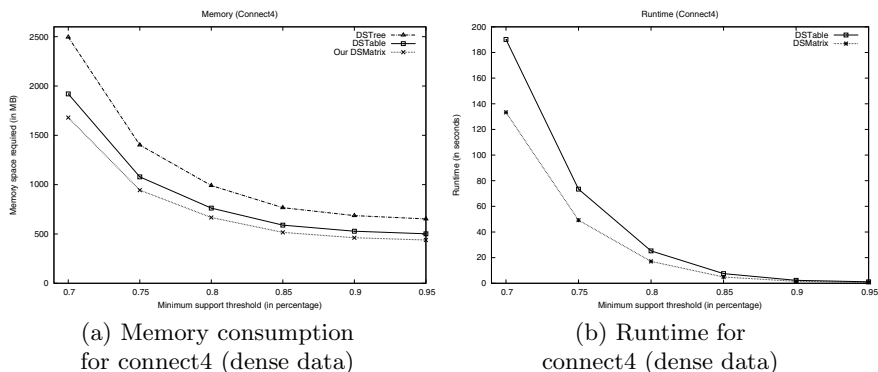 Memory (Connect4)
DSTree
DSTable
Our DSMatrix
2500
2000
1500
1000
500
0
Memory space required (in MB)
0.7 0.75 0.8 0.85 0.9 0.95
Minimum support threshold (in percentage)
(a) Memory consumption
for connect4 (dense data)
Runtime (Connect4)
DSTable
DSMatrix
200
180
160
140
120
100
80
60
40
20
0
Runtime (in seconds)
0.7 0.75 0.8 0.85 0.9 0.95
Minimum support threshold (in percentage)
(b) Runtime for
connect4 (dense data)